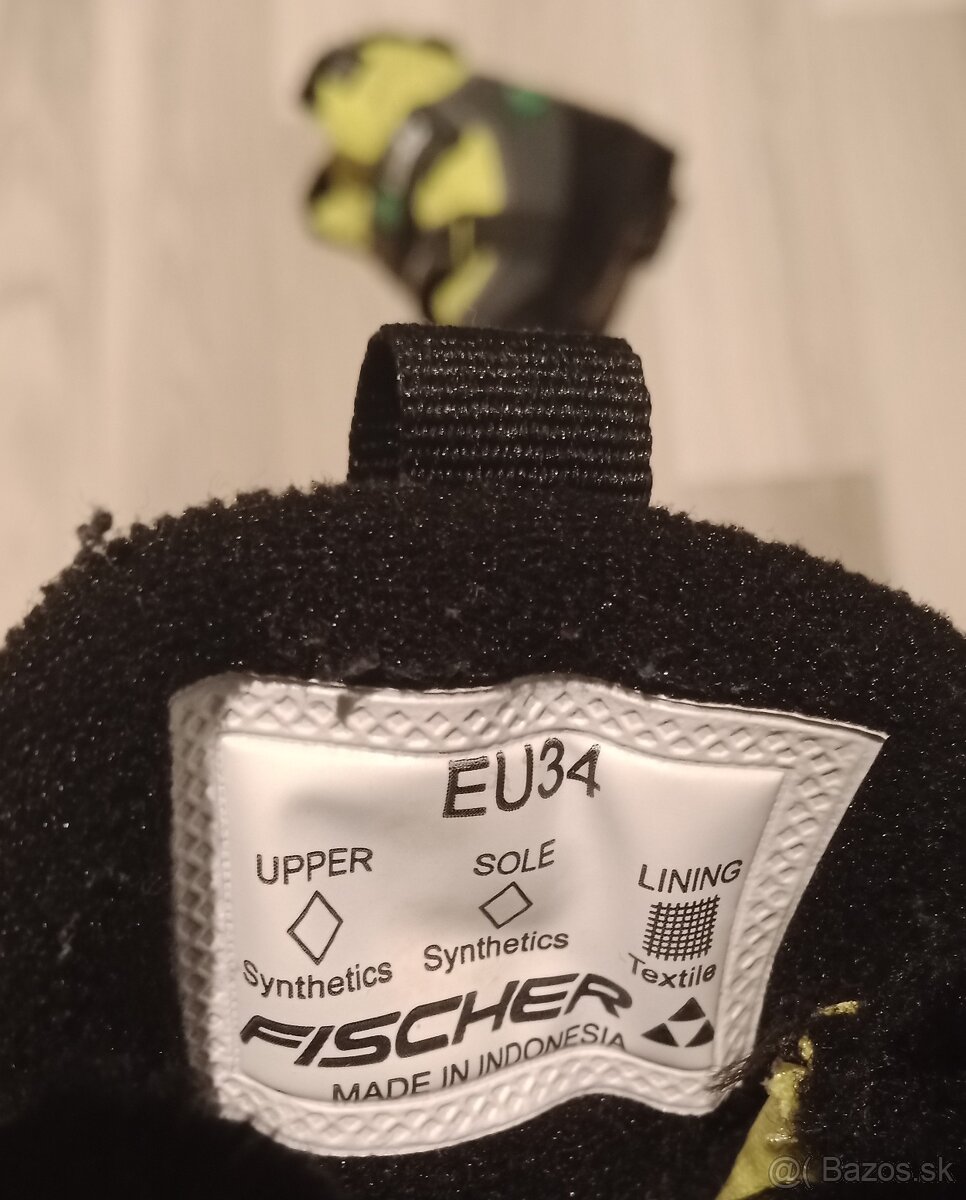 EU34
UPPER SOLE LINING
Synthetics Synthetics Textile
FISCHER
MADE IN INDONESIA
@( Bazos.sk